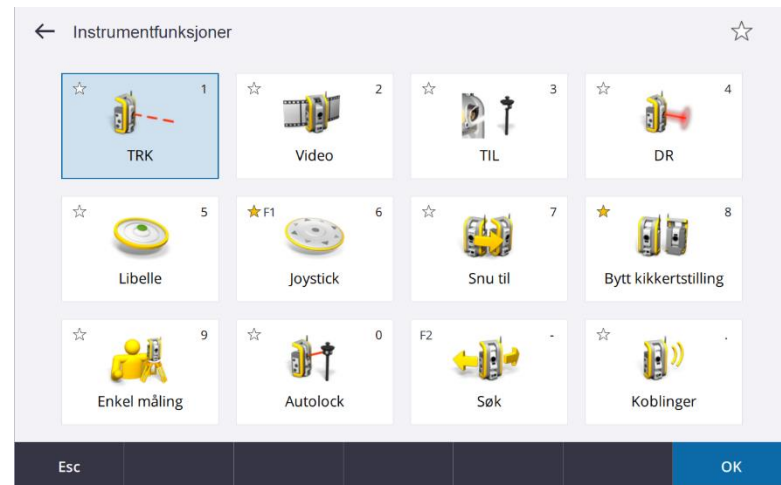 Instrumentfunksjoner
1
TRK
2
Video
3
TIL
4
DR
5
Libelle
F1 6
Joystick
7
Snu til
8
Bytt kikkertstilling
9
Enkel måling
0
Autolock
F2 -
Søk
.
Koblinger
Esc
OK